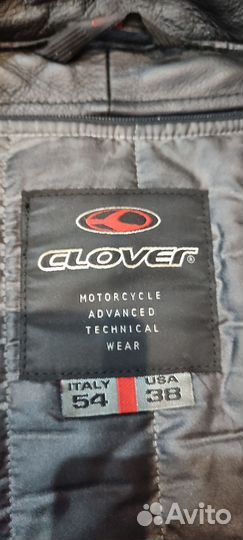 CLOVER®
MOTORCYCLE
ADVANCED
TECHNICAL
WEAR
ITALY USA
54 38
Avito